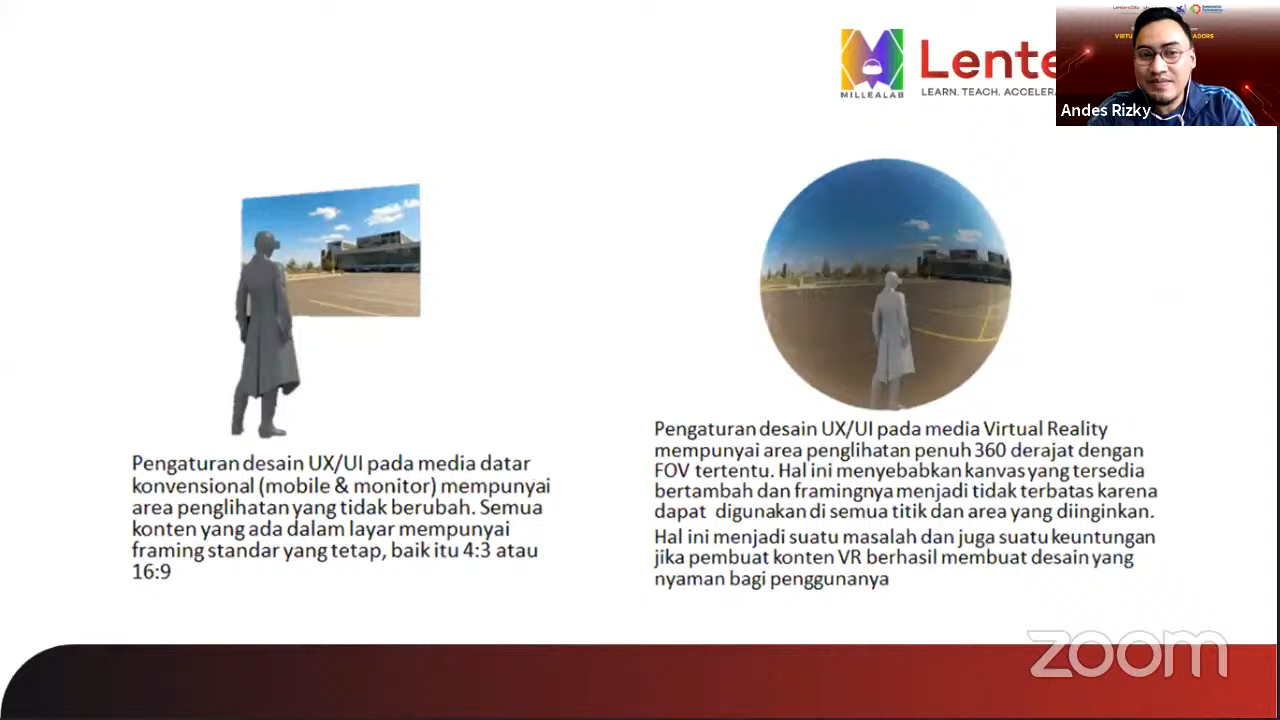 MILLEALAB
Lente
LEARN. TEACH. ACCELERA
Andes Rizky
Pengaturan desain UX/UI pada media datar
konvensional (mobile & monitor) mempunyai
area penglihatan yang tidak berubah. Semua
konten yang ada dalam layar mempunyai
framing standar yang tetap, baik itu 4:3 atau
16:9
Pengaturan desain UX/UI pada media Virtual Reality
mempunyai area penglihatan penuh 360 derajat dengan
FOV tertentu. Hal ini menyebabkan kanvas yang tersedia
bertambah dan framingnya menjadi tidak terbatas karena
dapat digunakan di semua titik dan area yang diinginkan.
Hal ini menjadi suatu masalah dan juga suatu keuntungan
jika pembuat konten VR berhasil membuat desain yang
nyaman bagi penggunanya
zoom